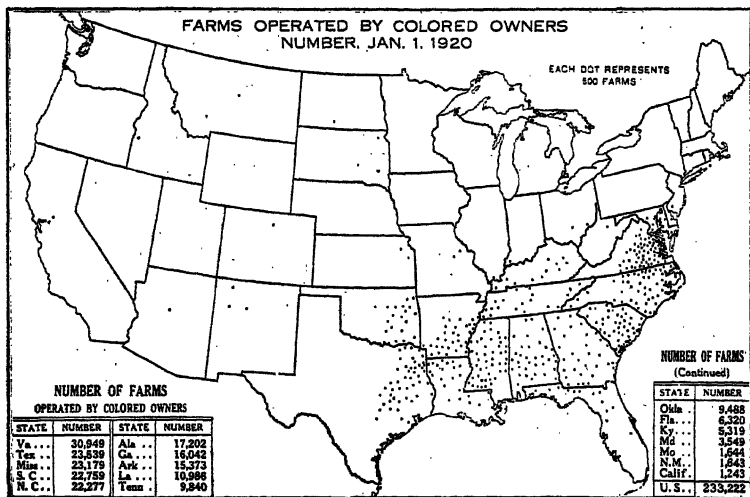 FARMS OPERATED BY COLORED OWNERS
NUMBER, JAN. 1, 1920
EACH DOT REPRESENTS
500 FARMS
NUMBER OF FARMS
OPERATED BY COLORED OWNERS
STATE NUMBER STATE NUMBER
Va ... 30,949 Ala ... 17,202
Tex ... 23,539 Ga ... 16,042
Miss ... 23,179 Ark ... 15,373
S. C .. 22,759 La ... 10,986
N. C .. 22,277 Tenn .. 9,840
NUMBER OF FARMS
(Continued)
STATE NUMBER
Okla 9,488
Fla ... 6,320
Ky ... 5,319
Md ... 3,549
Mo ... 1,644
N.M .. 1,643
Calif . 1,243
U. S .. 233,222